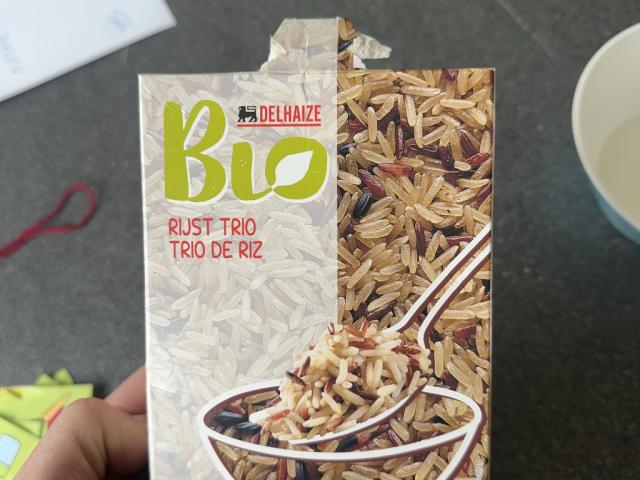 DELHAIZE
Bio
RIJST TRIO
TRIO DE RIZ